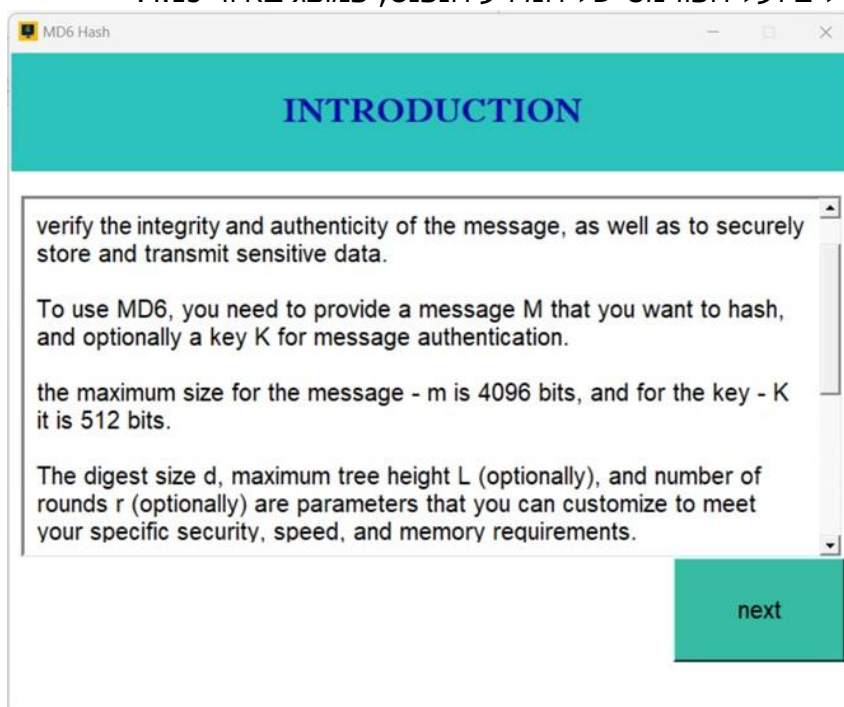 MD6 Hash
INTRODUCTION
verify the integrity and authenticity of the message, as well as to securely
store and transmit sensitive data.
To use MD6, you need to provide a message M that you want to hash,
and optionally a key K for message authentication.
the maximum size for the message - m is 4096 bits, and for the key - K
it is 512 bits.
The digest size d, maximum tree height L (optionally), and number of
rounds r (optionally) are parameters that you can customize to meet
your specific security, speed, and memory requirements.
next